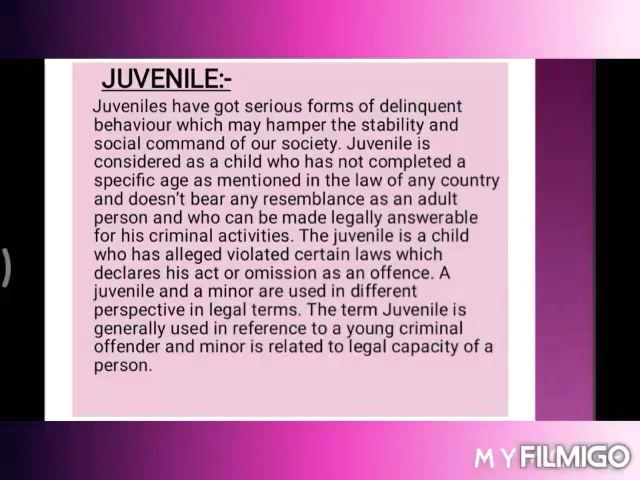 JUVENILE:-
Juveniles have got serious forms of delinquent
behaviour which may hamper the stability and
social command of our society. Juvenile is
considered as a child who has not completed a
specific age as mentioned in the law of any country
and doesn't bear any resemblance as an adult
person and who can be made legally answerable
for his criminal activities. The juvenile is a child
who has alleged violated certain laws which
declares his act or omission as an offence. A
juvenile and a minor are used in different
perspective in legal terms. The term Juvenile is
generally used in reference to a young criminal
offender and minor is related to legal capacity of a
person.
MY FILMIGO